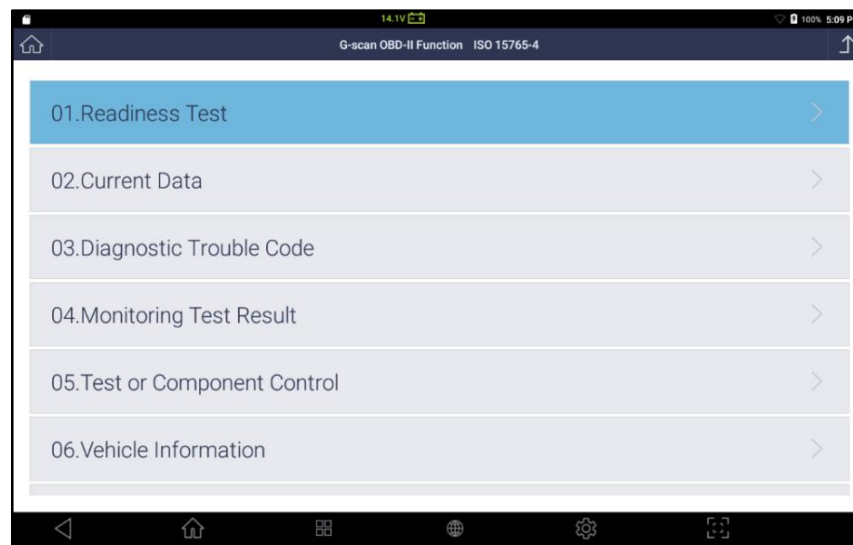 14.1V
100% 5:09 P
G-scan OBD-II Function ISO 15765-4
01.Readiness Test
02.Current Data
03.Diagnostic Trouble Code
04.Monitoring Test Result
05.Test or Component Control
06.Vehicle Information